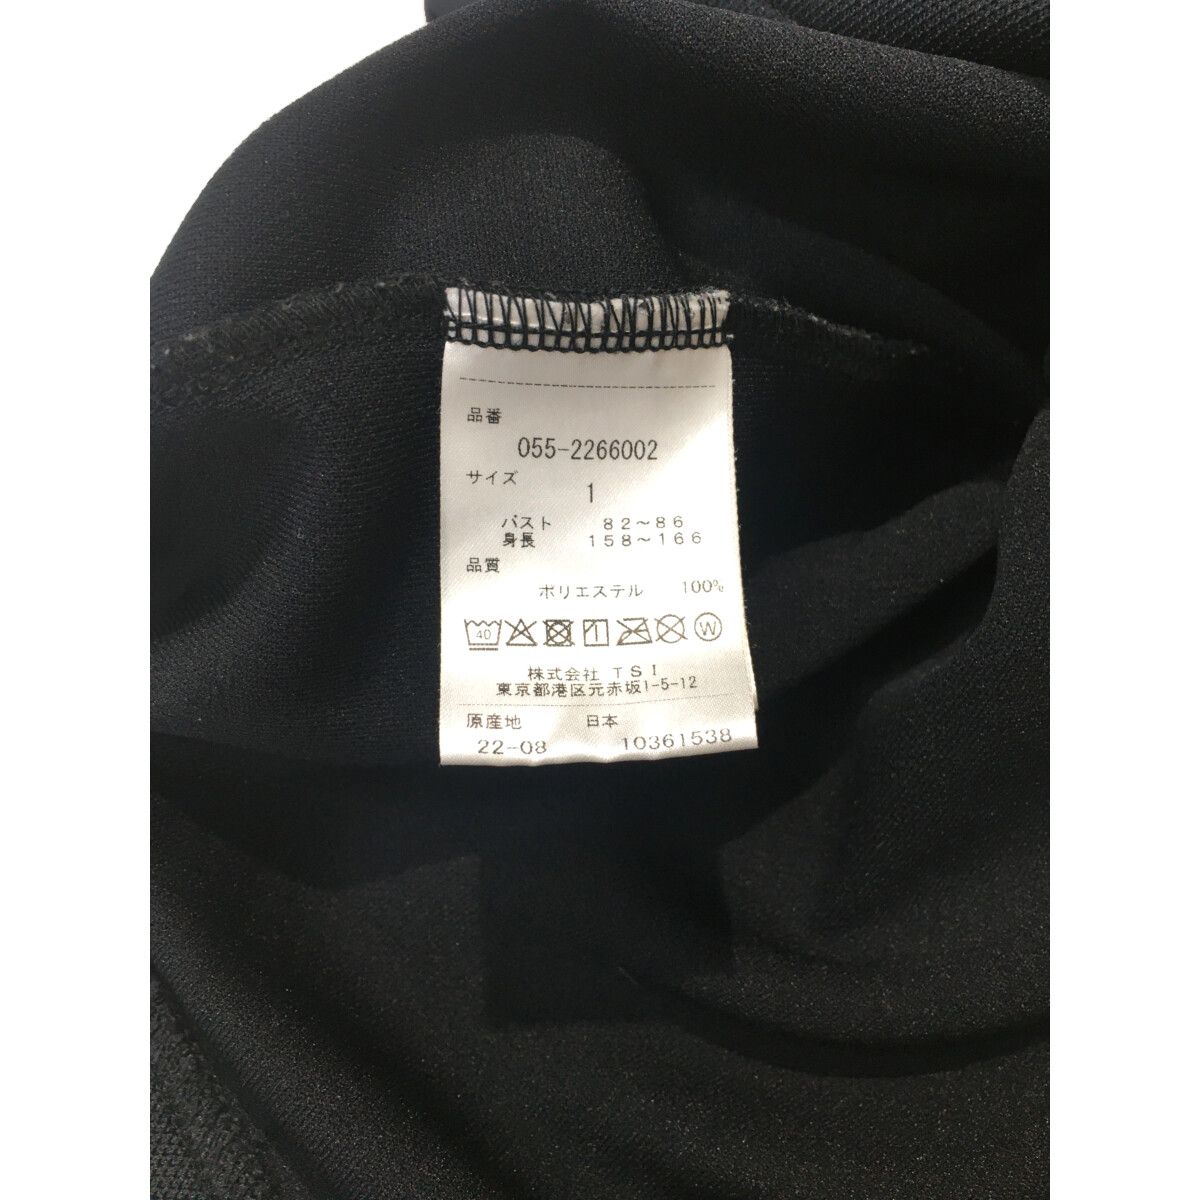 品番
055-2266002
サイズ
1
バスト 82～86
身長 158～166
品質
ポリエステル 100%
40 W
株式会社 TSI
東京都港区元赤坂1-5-12
原産地 日本
22-08 10361538